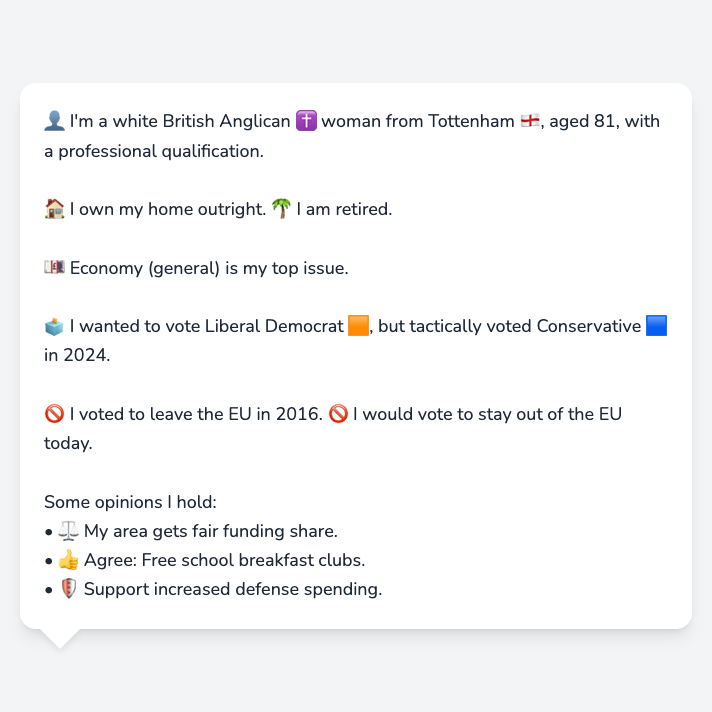 👤 I'm a white British Anglican ✝️ woman from Tottenham 🏴󠁧󠁢󠁥󠁮󠁧󠁿, aged 81, with
a professional qualification.
🏠 I own my home outright. 🌴 I am retired.
💷 Economy (general) is my top issue.
🗳️ I wanted to vote Liberal Democrat 🟧, but tactically voted Conservative 🟦
in 2024.
🚫 I voted to leave the EU in 2016. 🚫 I would vote to stay out of the EU
today.
Some opinions I hold:
• ⚖️ My area gets fair funding share.
• 👍 Agree: Free school breakfast clubs.
• 🛡️ Support increased defense spending.